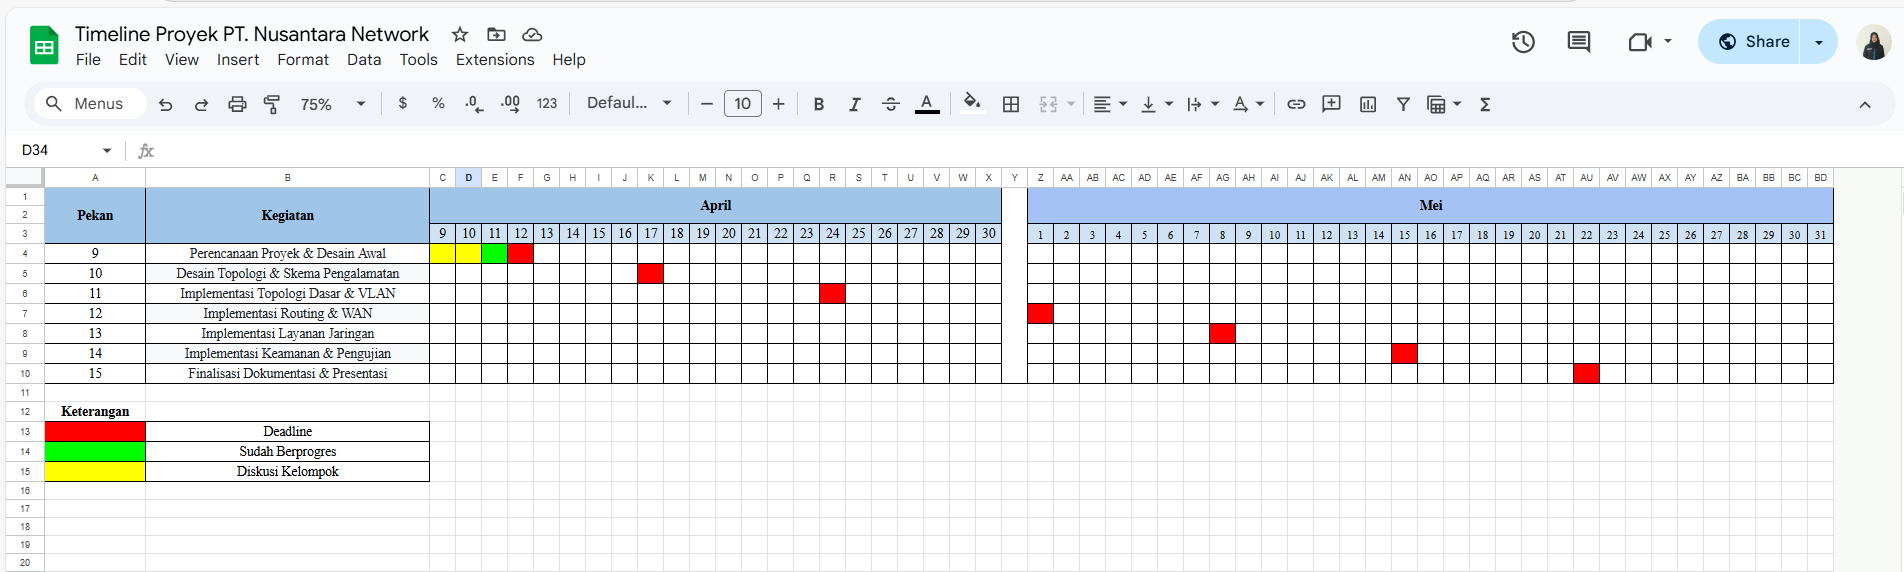 Timeline Proyek PT. Nusantara Network
File Edit View Insert Format Data Tools Extensions Help
Share
Menus 75% $ % .0 .00 123 Defaul... 10 B I S A Σ
D34 fx
A B C D E F G H I J K L M N O P Q R S T U V W X Y Z AA AB AC AD AE AF AG AH AI AJ AK AL AM AN AO AP AQ AR AS AT AU AV AW AX AY AZ BA BB BC BD
1
2 Pekan Kegiatan April Mei
3 9 10 11 12 13 14 15 16 17 18 19 20 21 22 23 24 25 26 27 28 29 30 1 2 3 4 5 6 7 8 9 10 11 12 13 14 15 16 17 18 19 20 21 22 23 24 25 26 27 28 29 30 31
4 9 Perencanaan Proyek & Desain Awal
5 10 Desain Topologi & Skema Pengalamatan
6 11 Implementasi Topologi Dasar & VLAN
7 12 Implementasi Routing & WAN
8 13 Implementasi Layanan Jaringan
9 14 Implementasi Keamanan & Pengujian
10 15 Finalisasi Dokumentasi & Presentasi
11
12 Keterangan
13 Deadline
14 Sudah Berprogres
15 Diskusi Kelompok
16
17
18
19
20